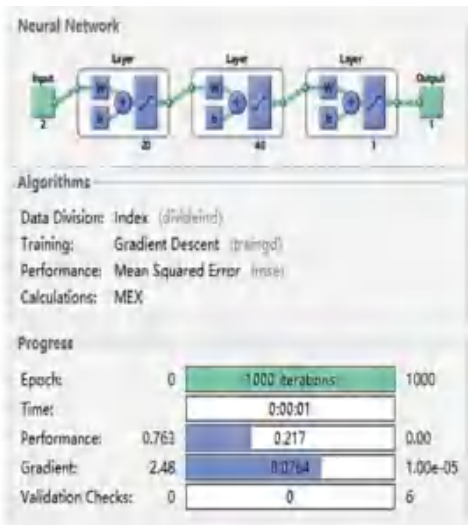 Neural Network
Layer Layer Layer
Input Output
W W W
b b b
2 20 40 1 1
Algorithms
Data Division: Index (divideind)
Training: Gradient Descent (traingd)
Performance: Mean Squared Error (mse)
Calculations: MEX
Progress
Epoch: 0 1000 iterations 1000
Time: 0:00:01
Performance: 0.763 0.217 0.00
Gradient: 2.48 0.0764 1.00e-05
Validation Checks: 0 0 6